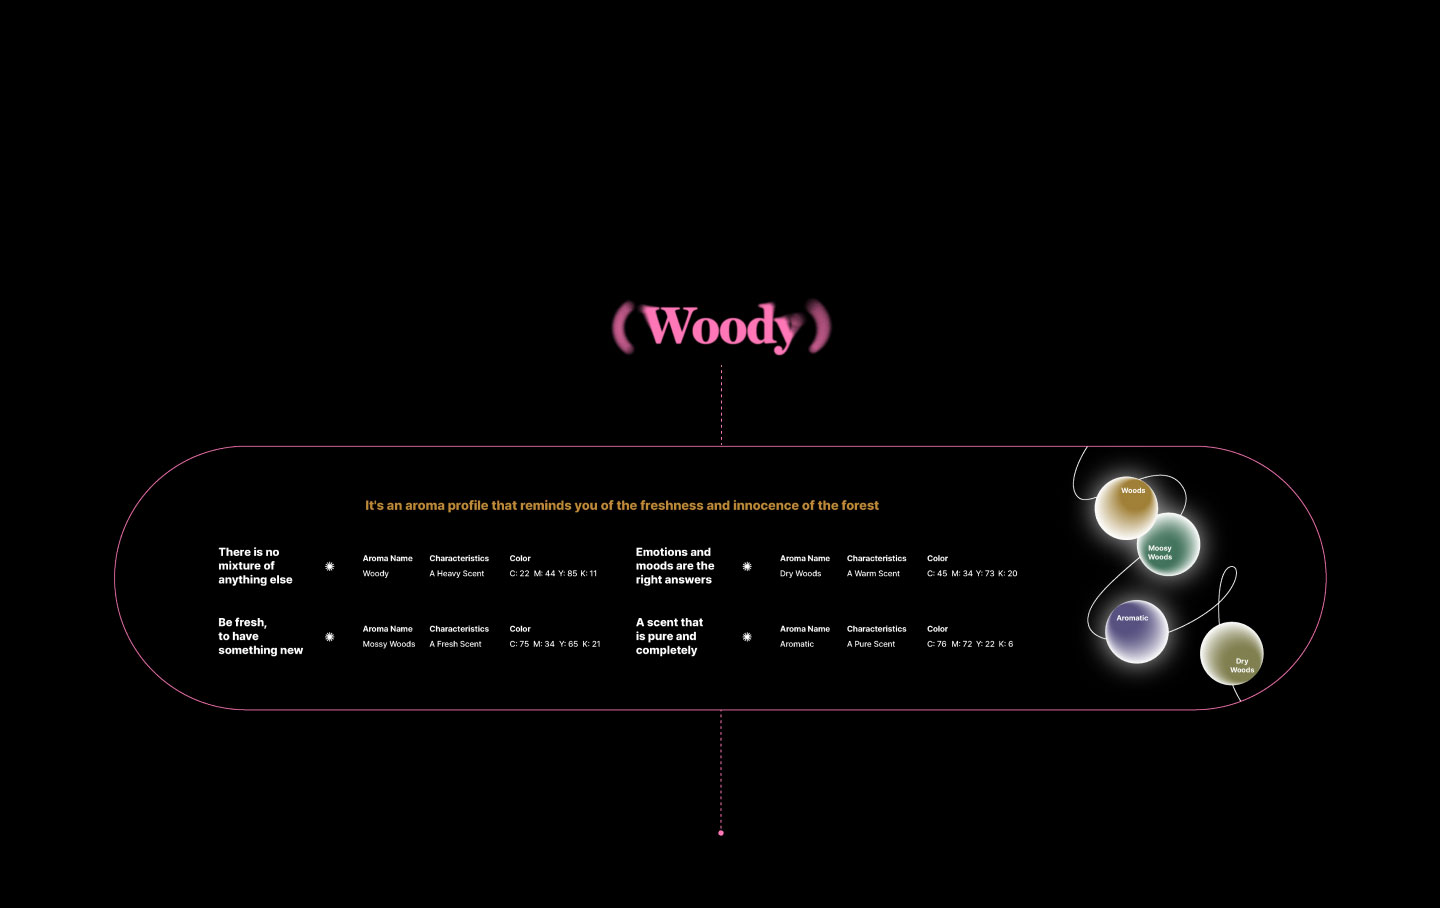 (Woody)
It's an aroma profile that reminds you of the freshness and innocence of the forest
There is no
mixture of
anything else
Aroma Name Characteristics Color
Woody A Heavy Scent C: 22 M: 44 Y: 85 K: 11
Emotions and
moods are the
right answers
Aroma Name Characteristics Color
Dry Woods A Warm Scent C: 45 M: 34 Y: 73 K: 20
Be fresh,
to have
something new
Aroma Name Characteristics Color
Mossy Woods A Fresh Scent C: 75 M: 34 Y: 65 K: 21
A scent that
is pure and
completely
Aroma Name Characteristics Color
Aromatic A Pure Scent C: 76 M: 72 Y: 22 K: 6
Woods
Moosy
Woods
Aromatic
Dry
Woods